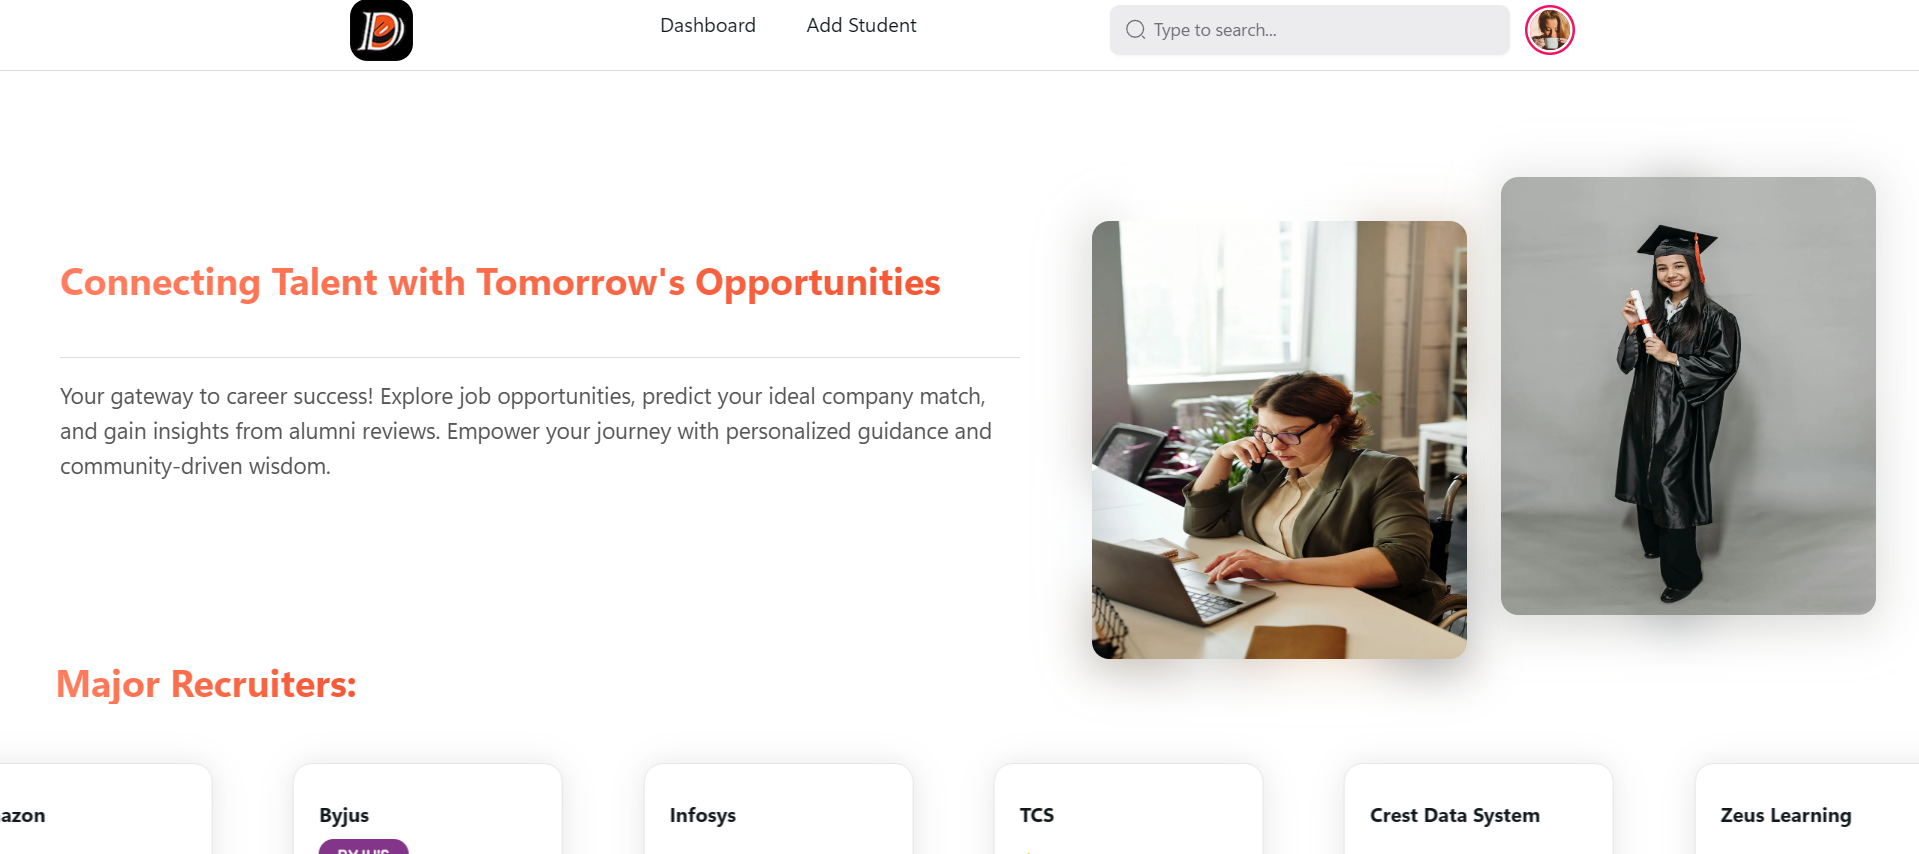 Dashboard
Add Student
Type to search...
Connecting Talent with Tomorrow's Opportunities
Your gateway to career success! Explore job opportunities, predict your ideal company match,
and gain insights from alumni reviews. Empower your journey with personalized guidance and
community-driven wisdom.
Major Recruiters:
azon
Byjus
Infosys
TCS
Crest Data System
Zeus Learning
BYJU'S